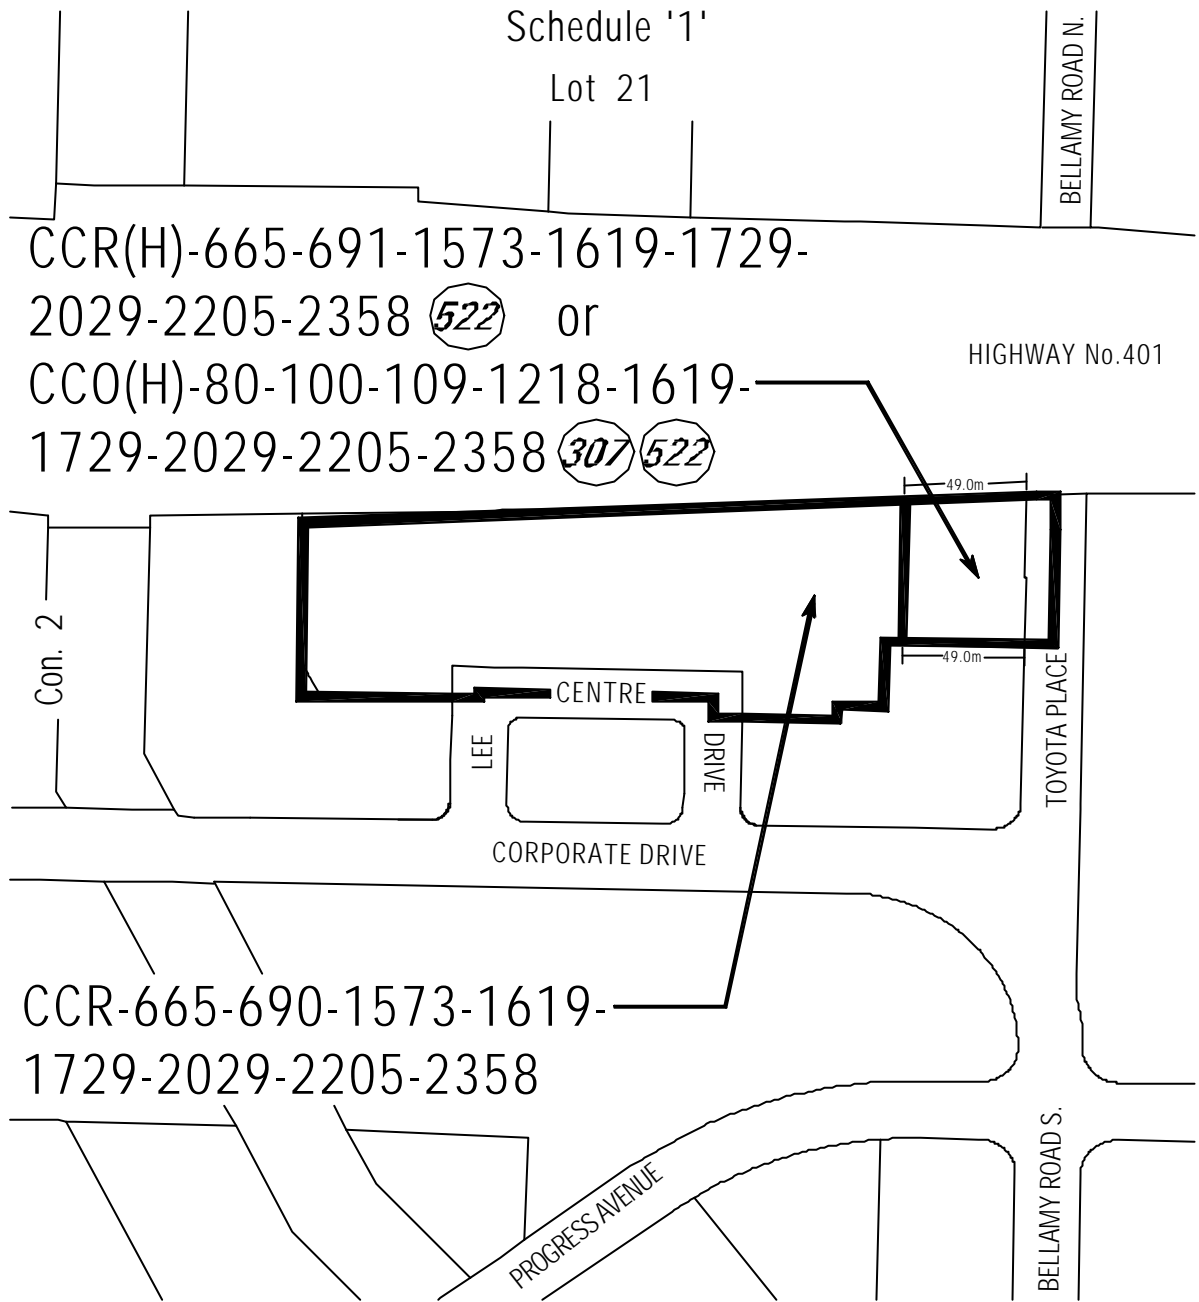 Schedule '1'
Lot 21
BELLAMY ROAD N.
CCR(H)-665-691-1573-1619-1729-
2029-2205-2358 522 or
CCO(H)-80-100-109-1218-1619-
1729-2029-2205-2358 307 522
HIGHWAY No.401
49.0m
49.0m
Con. 2
CENTRE
LEE
DRIVE
TOYOTA PLACE
CORPORATE DRIVE
CCR-665-690-1573-1619-
1729-2029-2205-2358
PROGRESS AVENUE
BELLAMY ROAD S.